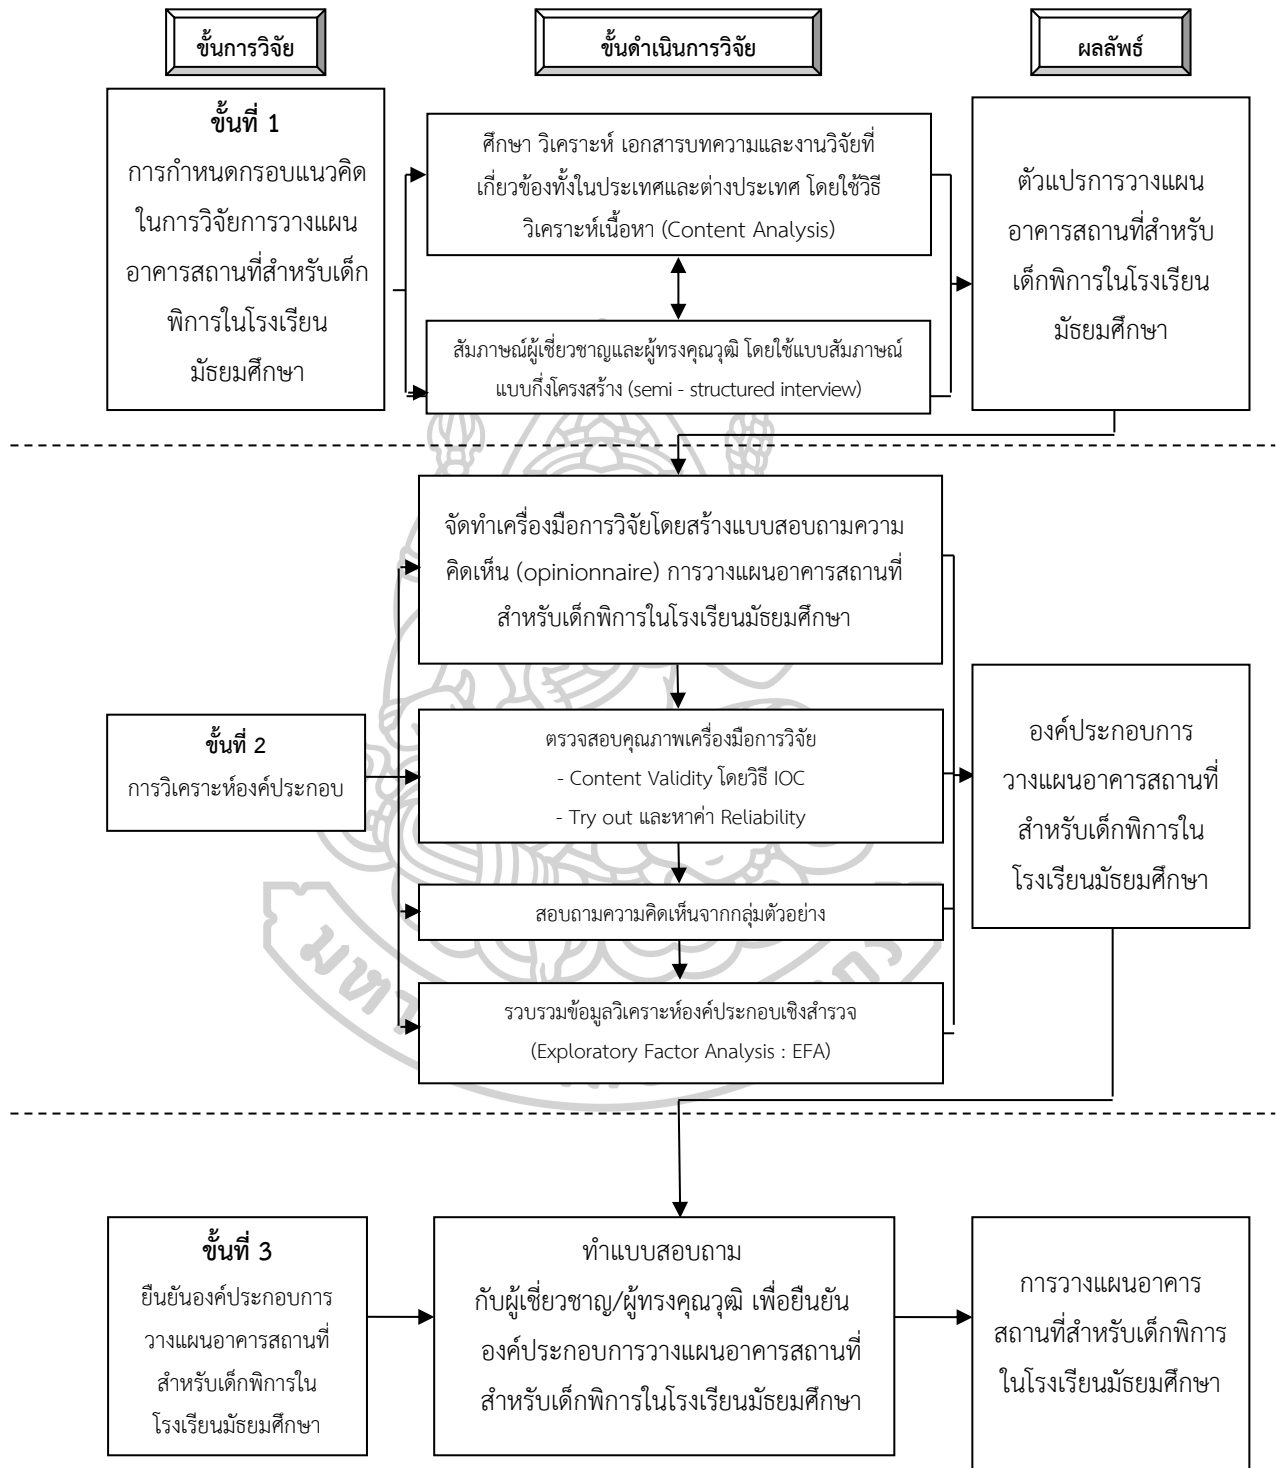 ขั้นการวิจัย
ขั้นดำเนินการวิจัย
ผลลัพธ์
ขั้นที่ 1
การกำหนดกรอบแนวคิด
ในการวิจัยการวางแผน
อาคารสถานที่สำหรับเด็ก
พิการในโรงเรียน
มัธยมศึกษา
ศึกษา วิเคราะห์ เอกสารบทความและงานวิจัยที่
เกี่ยวข้องทั้งในประเทศและต่างประเทศ โดยใช้วิธี
วิเคราะห์เนื้อหา (Content Analysis)
สัมภาษณ์ผู้เชี่ยวชาญและผู้ทรงคุณวุฒิ โดยใช้แบบสัมภาษณ์
แบบกึ่งโครงสร้าง (semi - structured interview)
ตัวแปรการวางแผน
อาคารสถานที่สำหรับ
เด็กพิการในโรงเรียน
มัธยมศึกษา
ขั้นที่ 2
การวิเคราะห์องค์ประกอบ
จัดทำเครื่องมือการวิจัยโดยสร้างแบบสอบถามความ
คิดเห็น (opinionnaire) การวางแผนอาคารสถานที่
สำหรับเด็กพิการในโรงเรียนมัธยมศึกษา
ตรวจสอบคุณภาพเครื่องมือการวิจัย
- Content Validity โดยวิธี IOC
- Try out และหาค่า Reliability
สอบถามความคิดเห็นจากกลุ่มตัวอย่าง
รวบรวมข้อมูลวิเคราะห์องค์ประกอบเชิงสำรวจ
(Exploratory Factor Analysis : EFA)
องค์ประกอบการ
วางแผนอาคารสถานที่
สำหรับเด็กพิการใน
โรงเรียนมัธยมศึกษา
ขั้นที่ 3
ยืนยันองค์ประกอบการ
วางแผนอาคารสถานที่
สำหรับเด็กพิการใน
โรงเรียนมัธยมศึกษา
ทำแบบสอบถาม
กับผู้เชี่ยวชาญ/ผู้ทรงคุณวุฒิ เพื่อยืนยัน
องค์ประกอบการวางแผนอาคารสถานที่
สำหรับเด็กพิการในโรงเรียนมัธยมศึกษา
การวางแผนอาคาร
สถานที่สำหรับเด็กพิการ
ในโรงเรียนมัธยมศึกษา